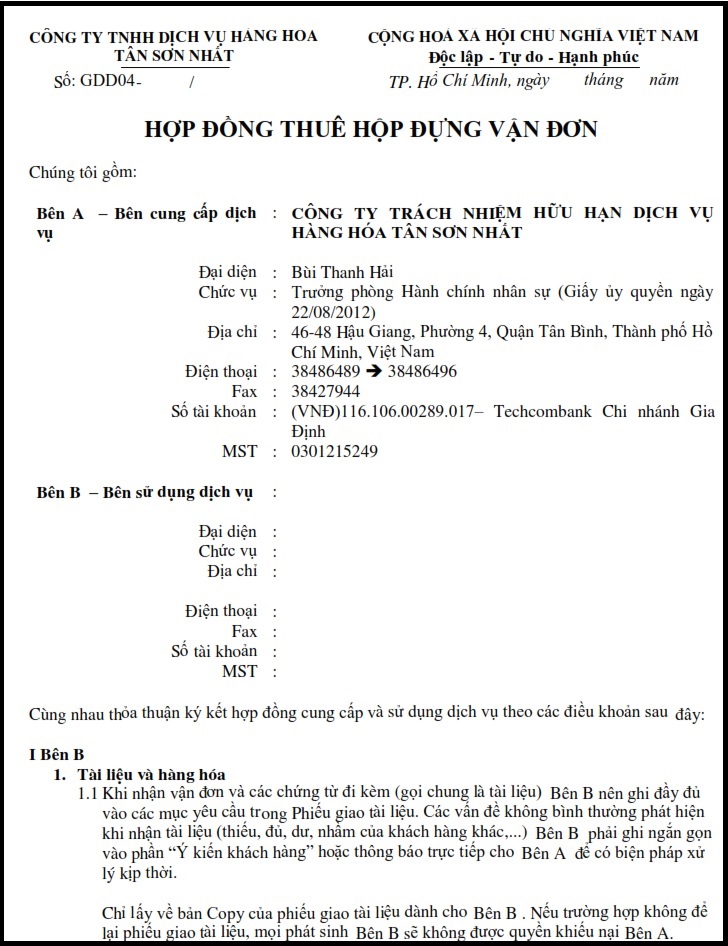 CÔNG TY TNHH DỊCH VỤ HÀNG HOÁ
TÂN SƠN NHẤT
Số: GDD04- /
CỘNG HOÀ XÃ HỘI CHỦ NGHĨA VIỆT NAM
Độc lập - Tự do - Hạnh phúc
TP. Hồ Chí Minh, ngày tháng năm
HỢP ĐỒNG THUÊ HỘP ĐỰNG VẬN ĐƠN
Chúng tôi gồm:
Bên A – Bên cung cấp dịch vụ : CÔNG TY TRÁCH NHIỆM HỮU HẠN DỊCH VỤ
HÀNG HÓA TÂN SƠN NHẤT
Đại diện : Bùi Thanh Hải
Chức vụ : Trưởng phòng Hành chính nhân sự (Giấy ủy quyền ngày
22/08/2012)
Địa chỉ : 46-48 Hậu Giang, Phường 4, Quận Tân Bình, Thành phố Hồ
Chí Minh, Việt Nam
Điện thoại : 38486489 ➔ 38486496
Fax : 38427944
Số tài khoản : (VNĐ)116.106.00289.017– Techcombank Chi nhánh Gia
Định
MST : 0301215249
Bên B – Bên sử dụng dịch vụ :
Đại diện :
Chức vụ :
Địa chỉ :
Điện thoại :
Fax :
Số tài khoản :
MST :
Cùng nhau thỏa thuận ký kết hợp đồng cung cấp và sử dụng dịch vụ theo các điều khoản sau đây:
I Bên B
1. Tài liệu và hàng hóa
1.1 Khi nhận vận đơn và các chứng từ đi kèm (gọi chung là tài liệu) Bên B nên ghi đầy đủ
vào các mục yêu cầu trong Phiếu giao tài liệu. Các vấn đề không bình thường phát hiện
khi nhận tài liệu (thiếu, đủ, dư, nhầm của khách hàng khác,...) Bên B phải ghi ngắn gọn
vào phần “Ý kiến khách hàng” hoặc thông báo trực tiếp cho Bên A để có biện pháp xử
lý kịp thời.
Chỉ lấy về bản Copy của phiếu giao tài liệu dành cho Bên B . Nếu trường hợp không để
lại phiếu giao tài liệu, mọi phát sinh Bên B sẽ không được quyền khiếu nại Bên A.